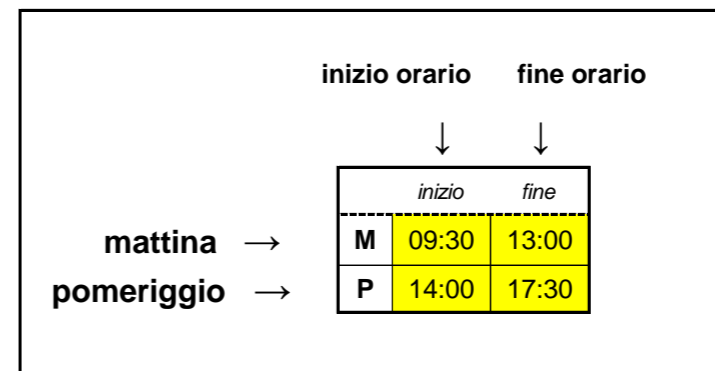 inizio orario fine orario
↓ ↓
inizio fine
mattina → M 09:30 13:00
pomeriggio → P 14:00 17:30